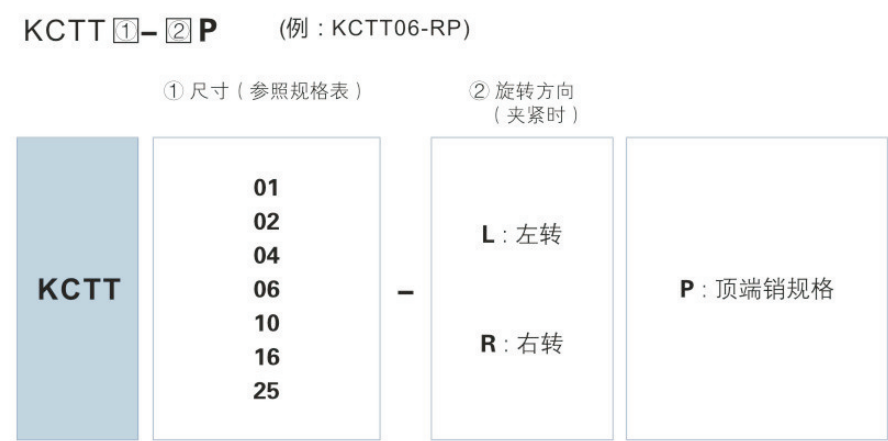 KCTT ①– ② P (例：KCTT06-RP)
① 尺寸（参照规格表）
② 旋转方向
（夹紧时）
KCTT
01
02
04
06
10
16
25
–
L：左转
R：右转
P：顶端销规格